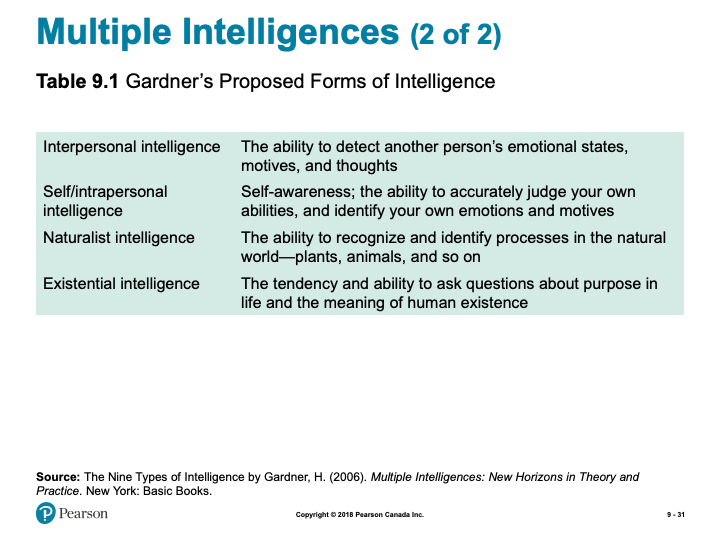 Multiple Intelligences (2 of 2)
Table 9.1 Gardner’s Proposed Forms of Intelligence
Interpersonal intelligence The ability to detect another person’s emotional states,
motives, and thoughts
Self/intrapersonal Self-awareness; the ability to accurately judge your own
intelligence abilities, and identify your own emotions and motives
Naturalist intelligence The ability to recognize and identify processes in the natural
world—plants, animals, and so on
Existential intelligence The tendency and ability to ask questions about purpose in
life and the meaning of human existence
Source: The Nine Types of Intelligence by Gardner, H. (2006). Multiple Intelligences: New Horizons in Theory and
Practice. New York: Basic Books.
P Pearson Copyright © 2018 Pearson Canada Inc. 9 - 31